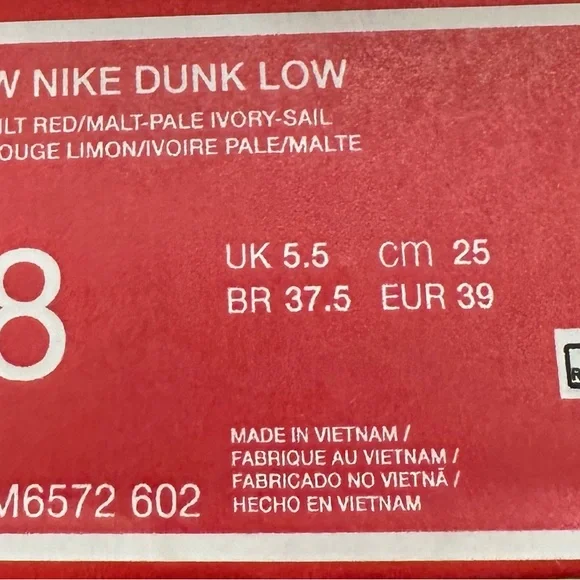 W NIKE DUNK LOW
ILT RED/MALT-PALE IVORY-SAIL
OUGE LIMON/IVOIRE PALE/MALTE
8
UK 5.5 cm 25
BR 37.5 EUR 39
R
MADE IN VIETNAM /
FABRIQUE AU VIETNAM /
FABRICADO NO VIETNÃ /
HECHO EN VIETNAM
M6572 602